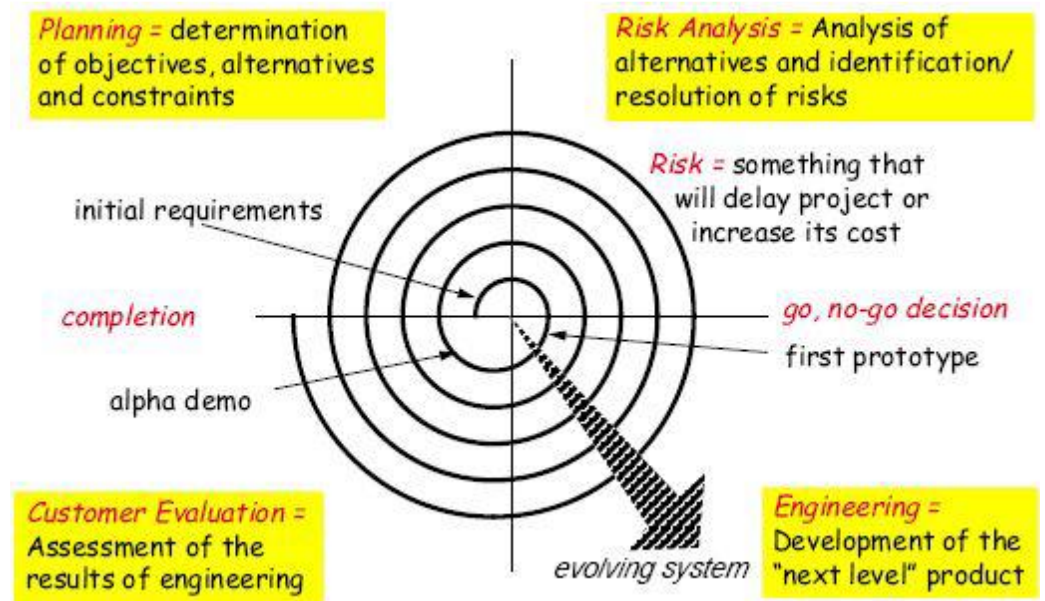 Planning = determination
of objectives, alternatives
and constraints
Risk Analysis = Analysis of
alternatives and identification/
resolution of risks
Risk = something that
will delay project or
increase its cost
initial requirements
completion
go, no-go decision
first prototype
alpha demo
Customer Evaluation =
Assessment of the
results of engineering
evolving system
Engineering =
Development of the
"next level" product